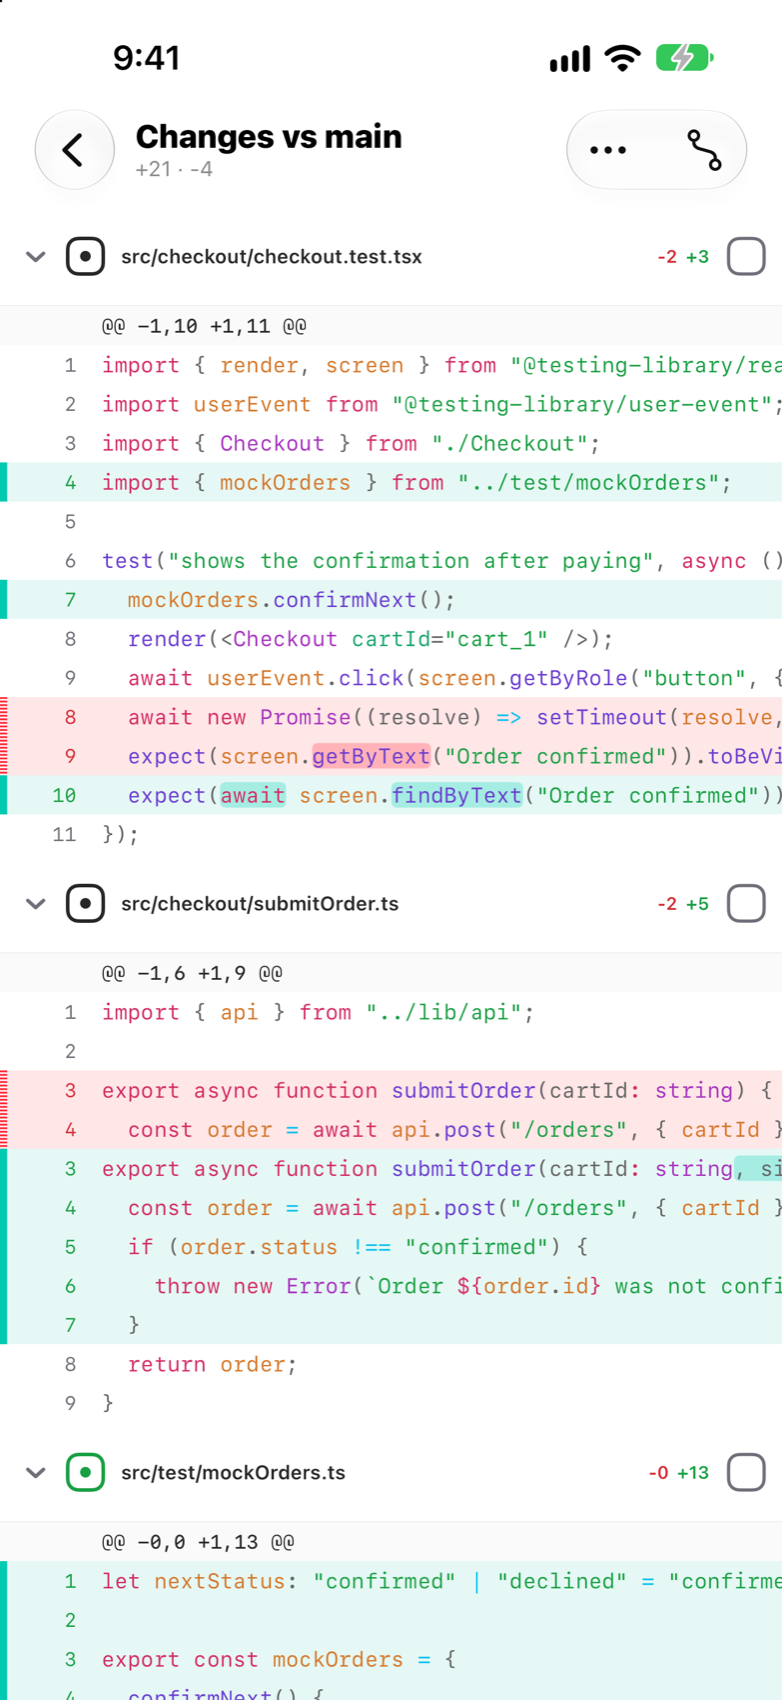 9:41
Changes vs main
+21 · -4
src/checkout/checkout.test.tsx -2 +3
@@ -1,10 +1,11 @@
1 import { render, screen } from "@testing-library/rea
2 import userEvent from "@testing-library/user-event";
3 import { Checkout } from "./Checkout";
4 import { mockOrders } from "../test/mockOrders";
5
6 test("shows the confirmation after paying", async ()
7 mockOrders.confirmNext();
8 render(<Checkout cartId="cart_1" />);
9 await userEvent.click(screen.getByRole("button", {
8 await new Promise((resolve) => setTimeout(resolve,
9 expect(screen.getByText("Order confirmed")).toBeVi
10 expect(await screen.findByText("Order confirmed"))
11 });
src/checkout/submitOrder.ts -2 +5
@@ -1,6 +1,9 @@
1 import { api } from "../lib/api";
2
3 export async function submitOrder(cartId: string) {
4 const order = await api.post("/orders", { cartId }
3 export async function submitOrder(cartId: string, si
4 const order = await api.post("/orders", { cartId }
5 if (order.status !== "confirmed") {
6 throw new Error(`Order ${order.id} was not confi
7 }
8 return order;
9 }
src/test/mockOrders.ts -0 +13
@@ -0,0 +1,13 @@
1 let nextStatus: "confirmed" | "declined" = "confirme
2
3 export const mockOrders = {
4 confirmNext() {